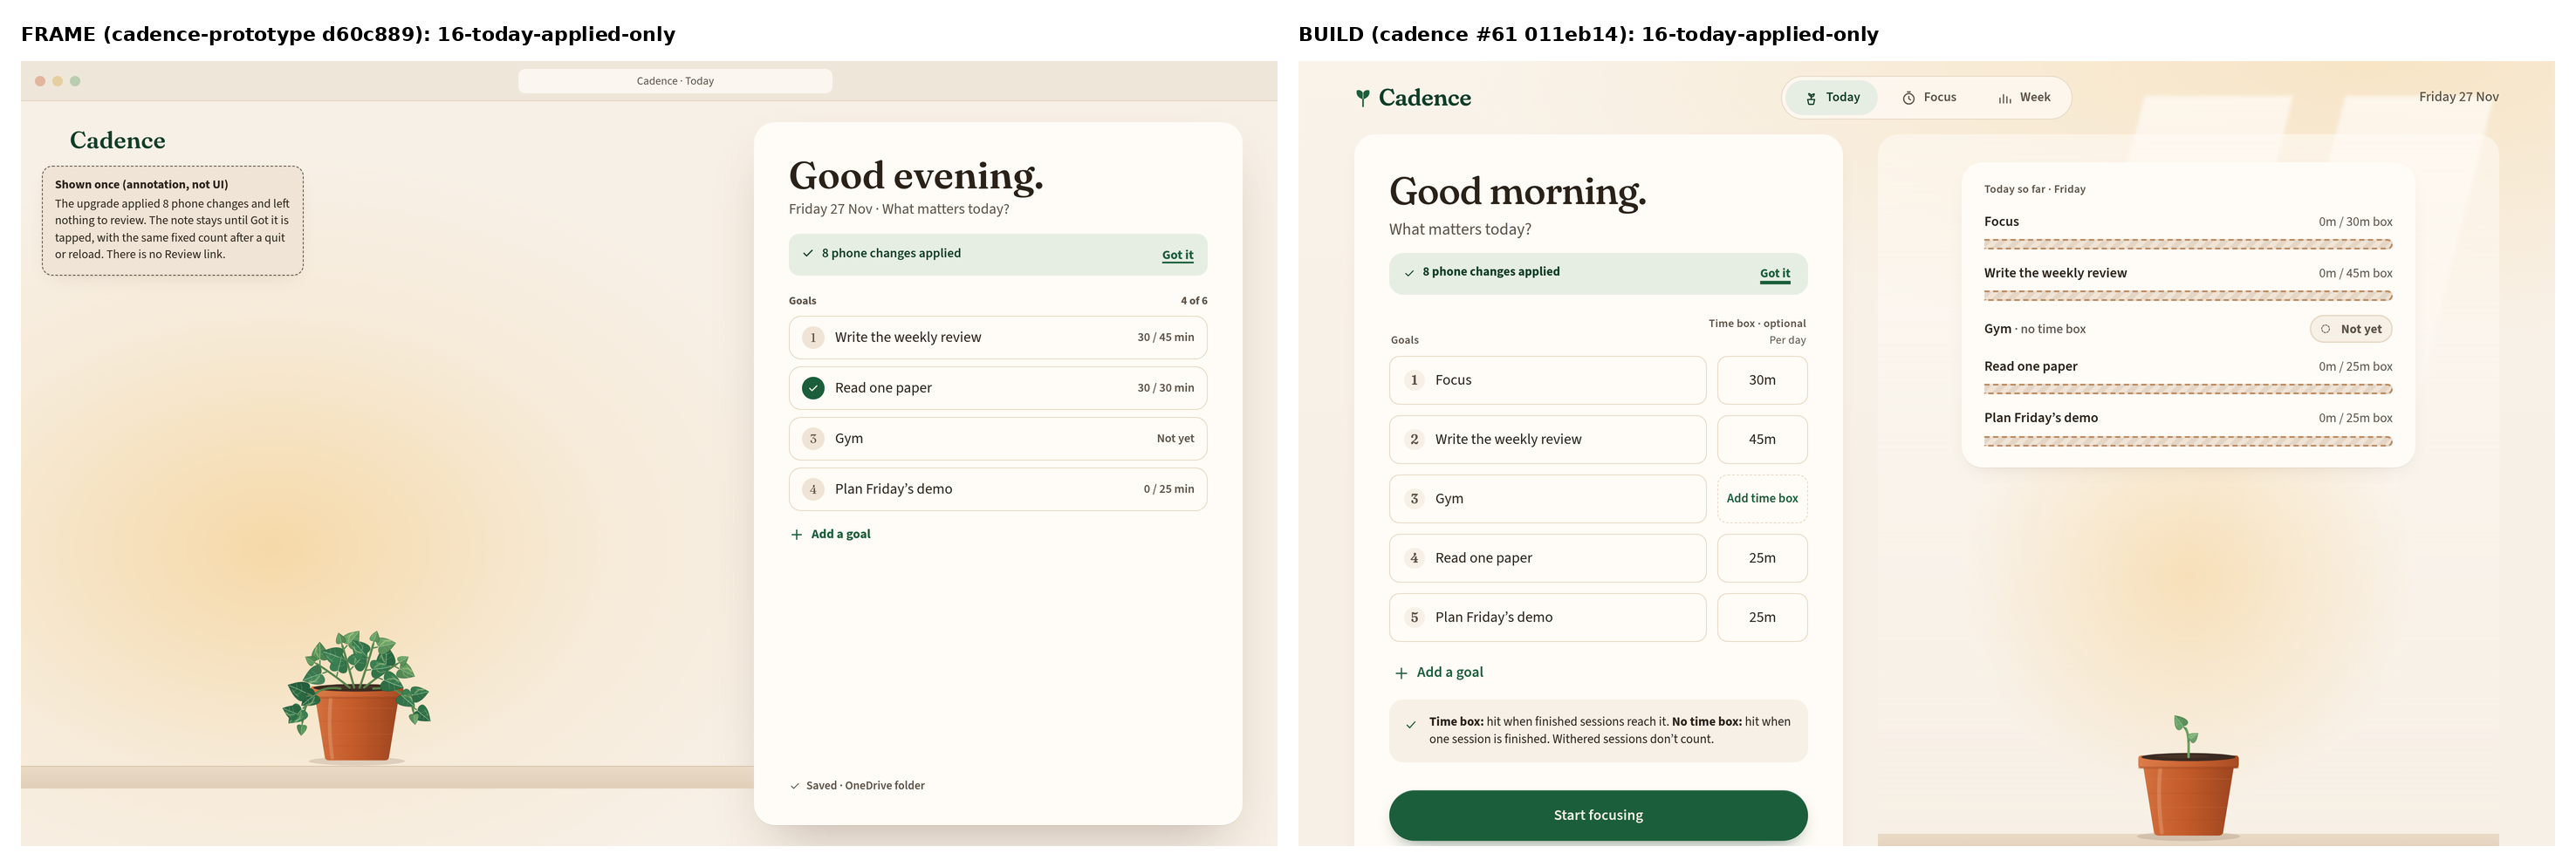 FRAME (cadence-prototype d60c889): 16-today-applied-only
Cadence · Today
Cadence
Shown once (annotation, not UI)
The upgrade applied 8 phone changes and left
nothing to review. The note stays until Got it is
tapped, with the same fixed count after a quit
or reload. There is no Review link.
Good evening.
Friday 27 Nov · What matters today?
8 phone changes applied
Got it
Goals
4 of 6
1 Write the weekly review 30 / 45 min
Read one paper 30 / 30 min
3 Gym Not yet
4 Plan Friday’s demo 0 / 25 min
Add a goal
Saved · OneDrive folder
BUILD (cadence #61 011eb14): 16-today-applied-only
Cadence
Today
Focus
Week
Friday 27 Nov
Good morning.
What matters today?
8 phone changes applied
Got it
Time box · optional
Goals
Per day
1 Focus 30m
2 Write the weekly review 45m
3 Gym Add time box
4 Read one paper 25m
5 Plan Friday’s demo 25m
Add a goal
Time box: hit when finished sessions reach it. No time box: hit when
one session is finished. Withered sessions don’t count.
Start focusing
Today so far · Friday
Focus 0m / 30m box
Write the weekly review 0m / 45m box
Gym · no time box Not yet
Read one paper 0m / 25m box
Plan Friday’s demo 0m / 25m box